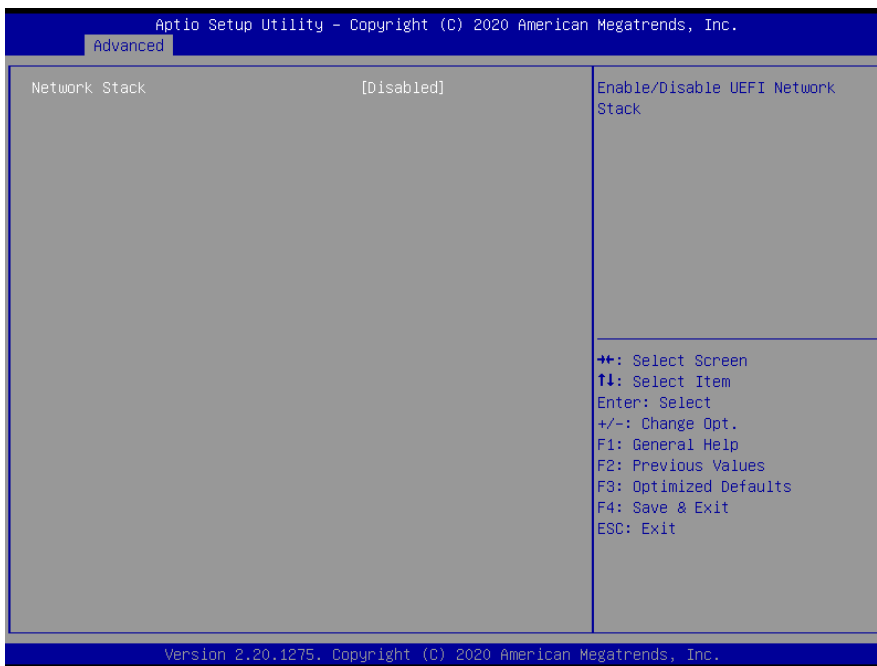 Aptio Setup Utility – Copyright (C) 2020 American Megatrends, Inc.
Advanced
Network Stack [Disabled]
Enable/Disable UEFI Network
Stack
→←: Select Screen
↑↓: Select Item
Enter: Select
+/-: Change Opt.
F1: General Help
F2: Previous Values
F3: Optimized Defaults
F4: Save & Exit
ESC: Exit
Version 2.20.1275. Copyright (C) 2020 American Megatrends, Inc.